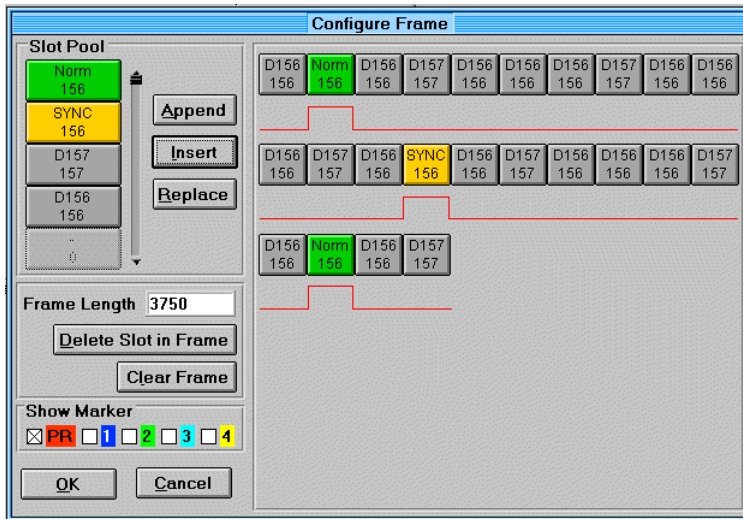 Configure Frame
Slot Pool
Norm
156
SYNC
156
D157
157
D156
156
-
0
Append
Insert
Replace
Frame Length 3750
Delete Slot in Frame
Clear Frame
Show Marker
PR 1 2 3 4
OK Cancel
D156 Norm D156 D157 D156 D156 D156 D157 D156 D156
156 156 156 157 156 156 156 157 156 156
D156 D157 D156 SYNC D156 D157 D156 D156 D156 D157
156 157 156 156 156 157 156 156 156 157
D156 Norm D156 D157
156 156 156 157